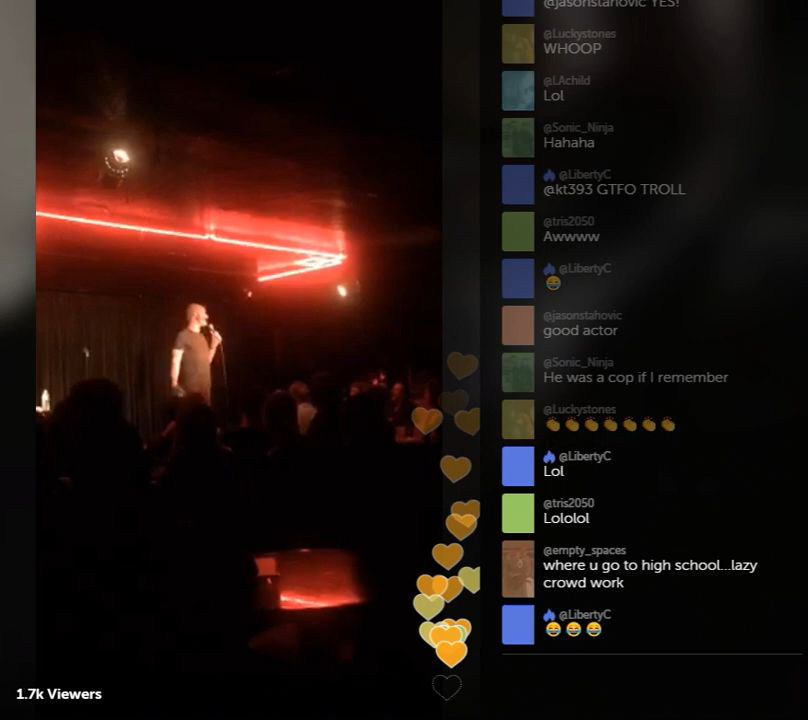 @jasonstahovic YES!
@Luckystones
WHOOP
@LAchild
Lol
@Sonic_Ninja
Hahaha
@LibertyC
@kt393 GTFO TROLL
@tris2050
Awwww
@LibertyC
😂
@jasonstahovic
good actor
@Sonic_Ninja
He was a cop if I remember
@Luckystones
👏👏👏👏👏👏👏
@LibertyC
Lol
@tris2050
Lololol
@empty_spaces
where u go to high school...lazy
crowd work
@LibertyC
😂😂😂
1.7k Viewers